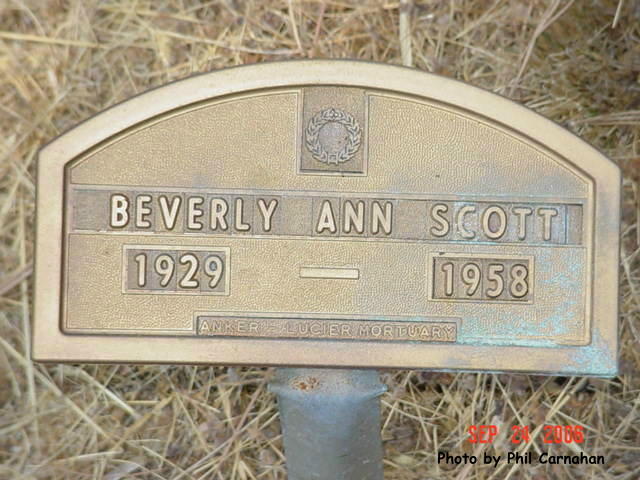 BEVERLY ANN SCOTT
1929 — 1958
ANKER - LUCIER MORTUARY
SEP 24 2006
Photo by Phil Carnahan